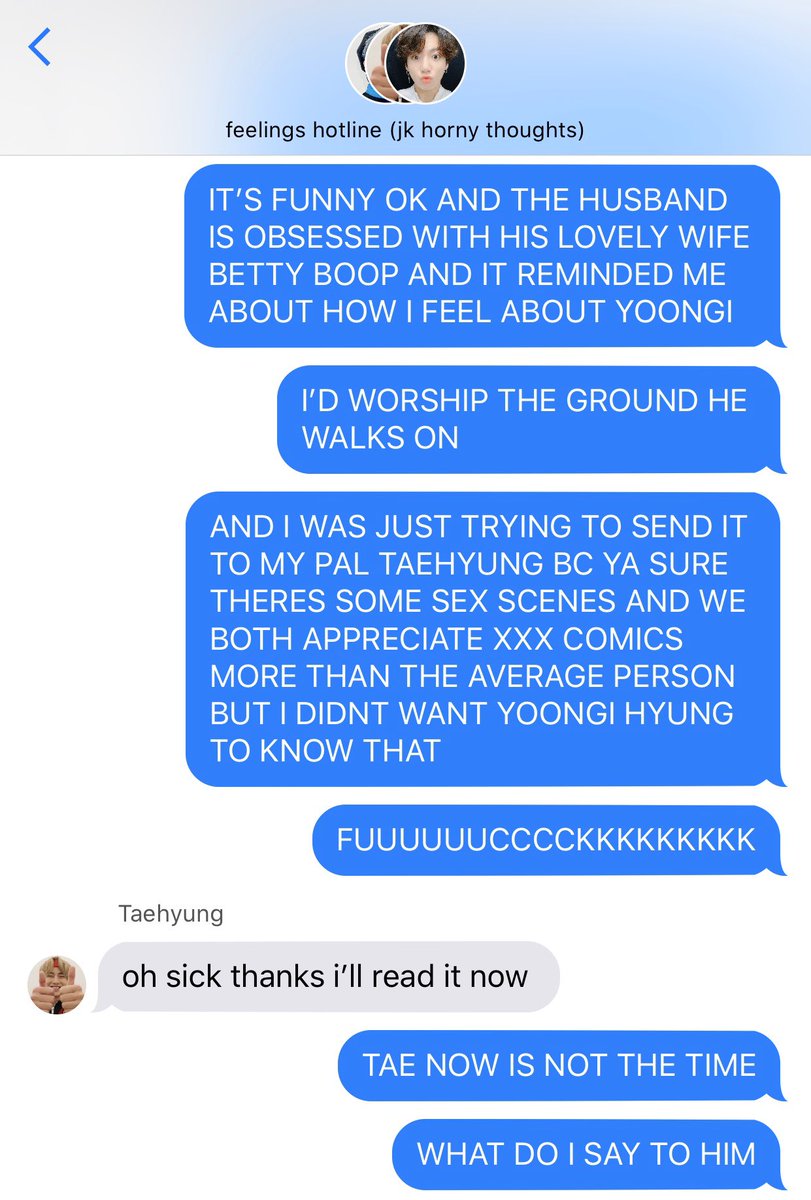 feelings hotline (jk horny thoughts)
IT’S FUNNY OK AND THE HUSBAND
IS OBSESSED WITH HIS LOVELY WIFE
BETTY BOOP AND IT REMINDED ME
ABOUT HOW I FEEL ABOUT YOONGI
I’D WORSHIP THE GROUND HE
WALKS ON
AND I WAS JUST TRYING TO SEND IT
TO MY PAL TAEHYUNG BC YA SURE
THERES SOME SEX SCENES AND WE
BOTH APPRECIATE XXX COMICS
MORE THAN THE AVERAGE PERSON
BUT I DIDNT WANT YOONGI HYUNG
TO KNOW THAT
FUUUUUUCCCCKKKKKKKKK
Taehyung
oh sick thanks i’ll read it now
TAE NOW IS NOT THE TIME
WHAT DO I SAY TO HIM